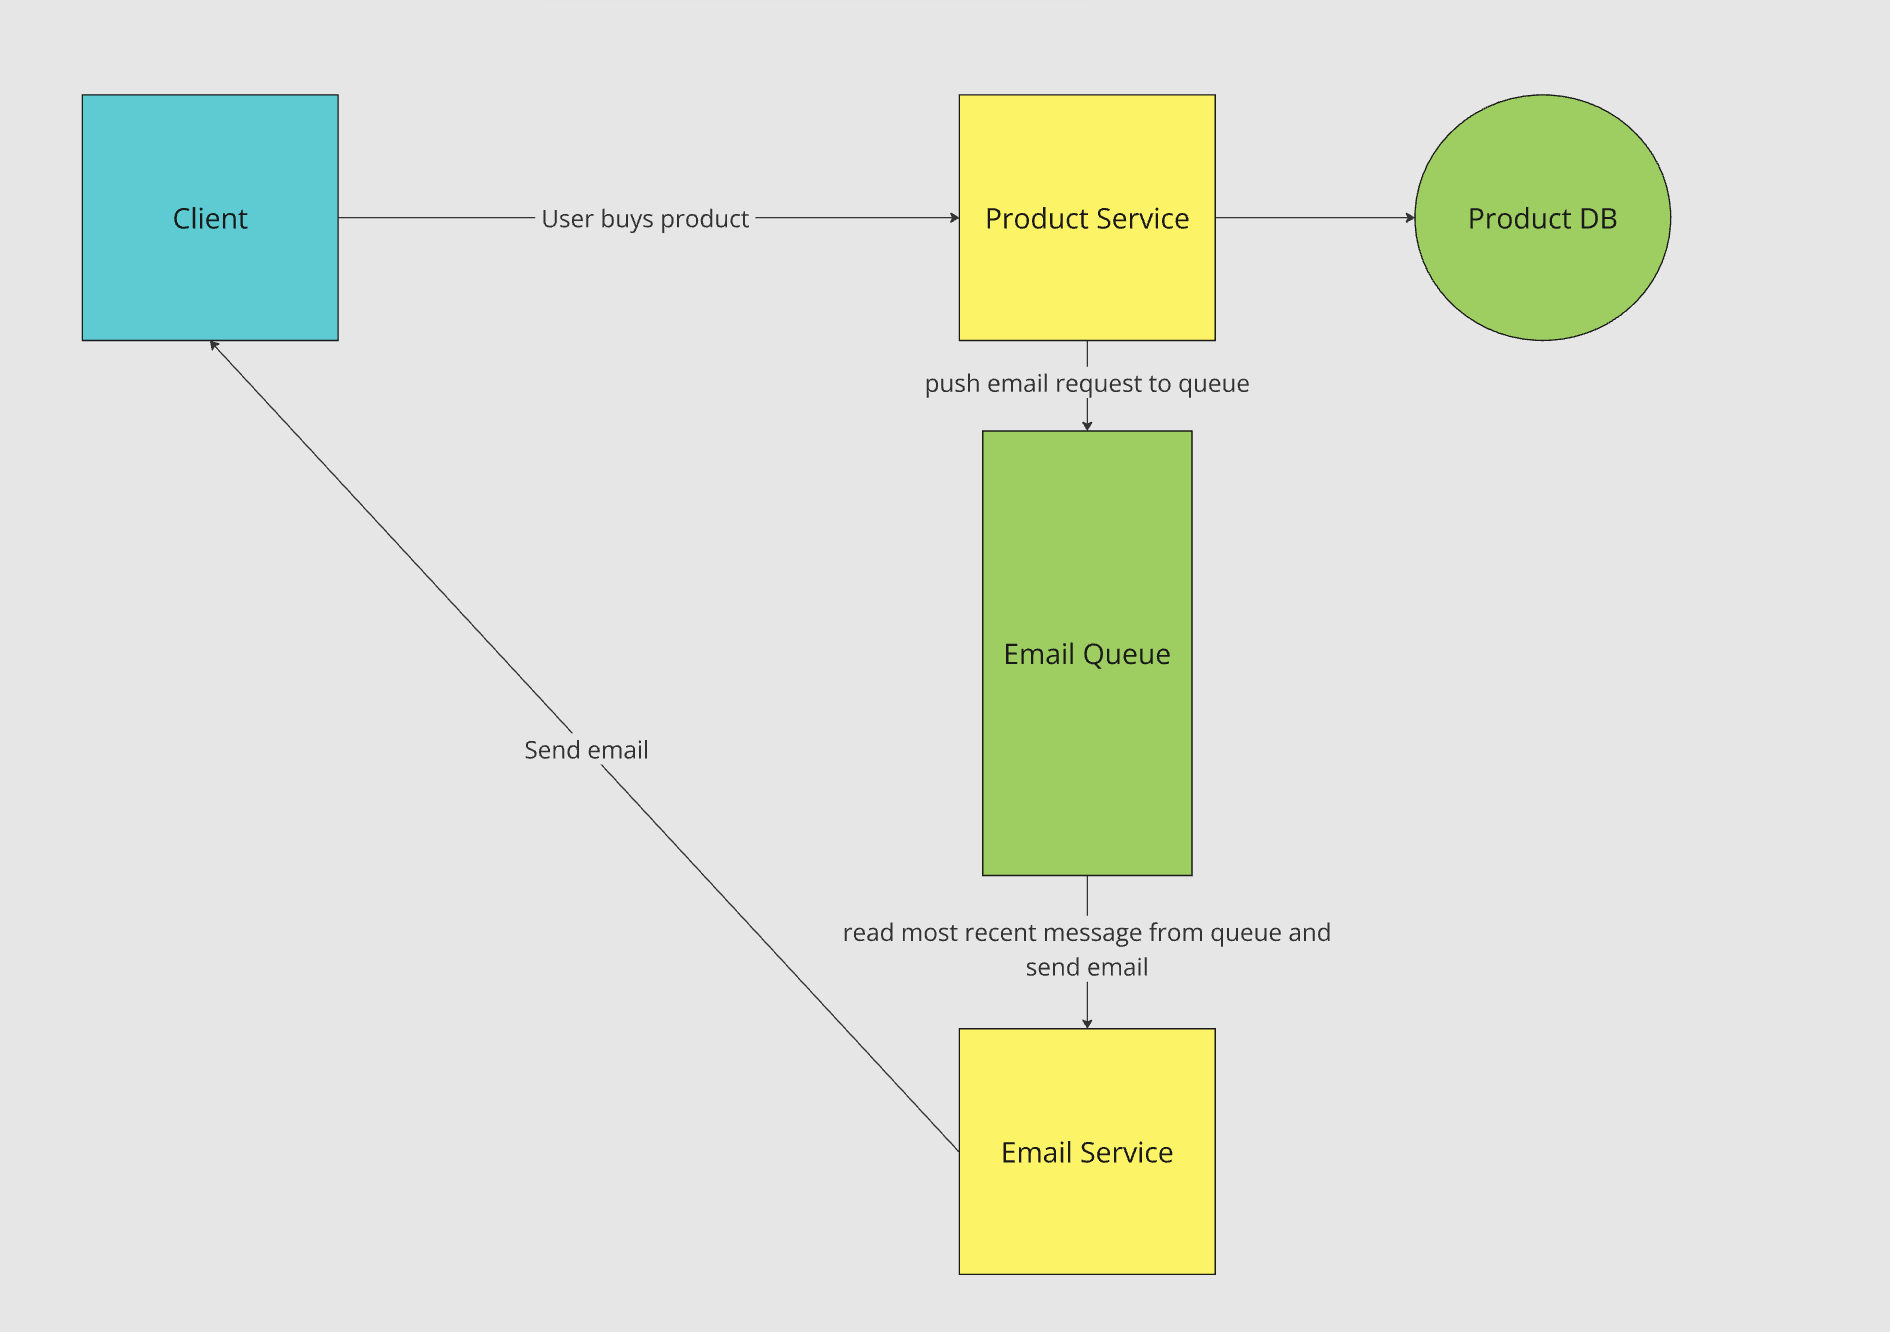 Client
User buys product
Product Service
Product DB
push email request to queue
Email Queue
Send email
read most recent message from queue and
send email
Email Service